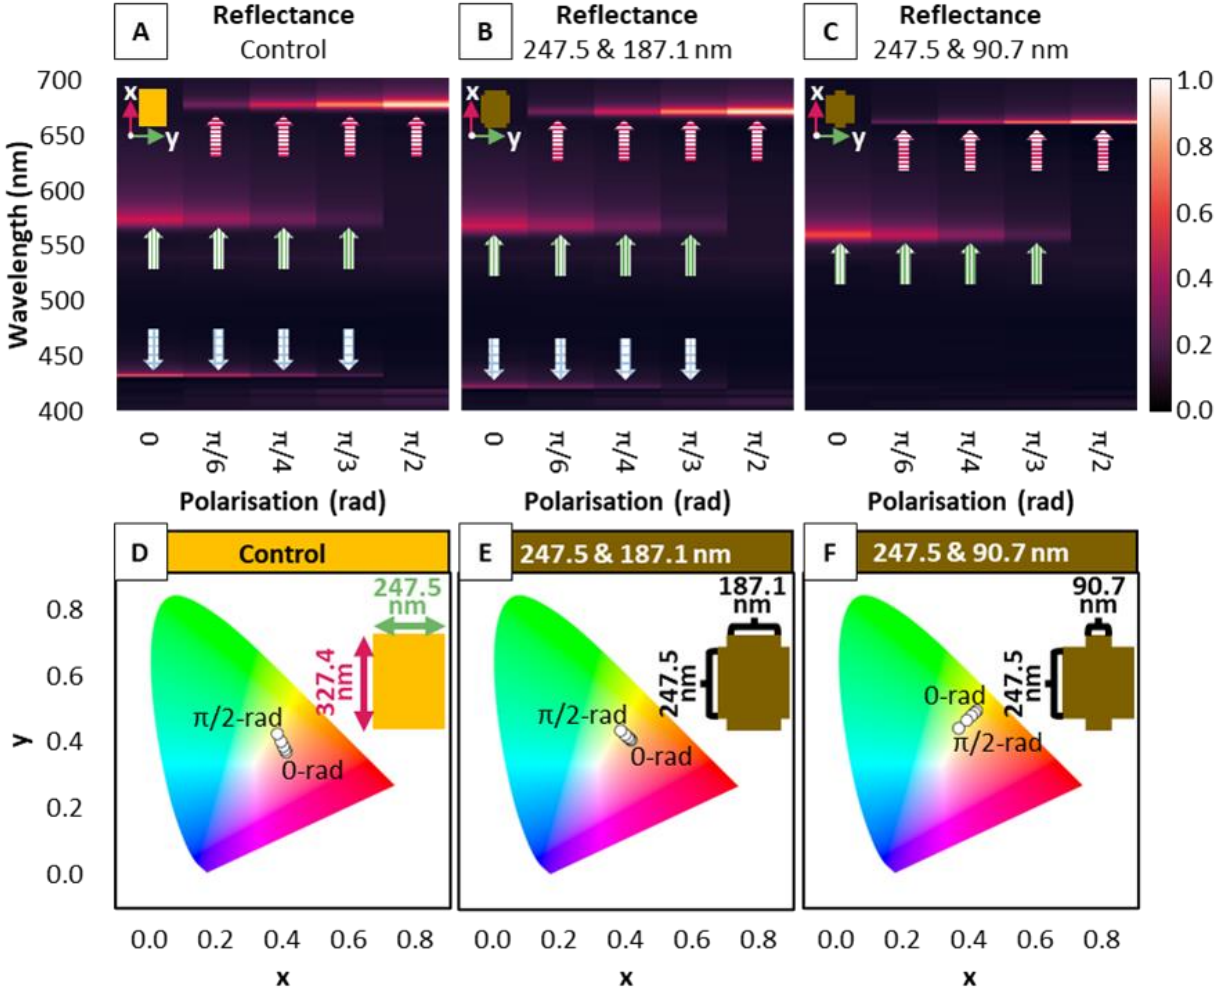 A
Reflectance
Control
B
Reflectance
247.5 & 187.1 nm
C
Reflectance
247.5 & 90.7 nm
Wavelength (nm)
700
650
600
550
500
450
400
x
y
x
y
x
y
1.0
0.8
0.6
0.4
0.2
0.0
0
π/6
π/4
π/3
π/2
0
π/6
π/4
π/3
π/2
0
π/6
π/4
π/3
π/2
Polarisation (rad)
Polarisation (rad)
Polarisation (rad)
D
Control
E
247.5 & 187.1 nm
F
247.5 & 90.7 nm
y
0.8
0.6
0.4
0.2
0.0
247.5
nm
327.4
nm
π/2-rad
0-rad
187.1
nm
247.5
nm
π/2-rad
0-rad
90.7
nm
247.5
nm
0-rad
π/2-rad
0.0 0.2 0.4 0.6 0.8
0.0 0.2 0.4 0.6 0.8
0.0 0.2 0.4 0.6 0.8
x
x
x